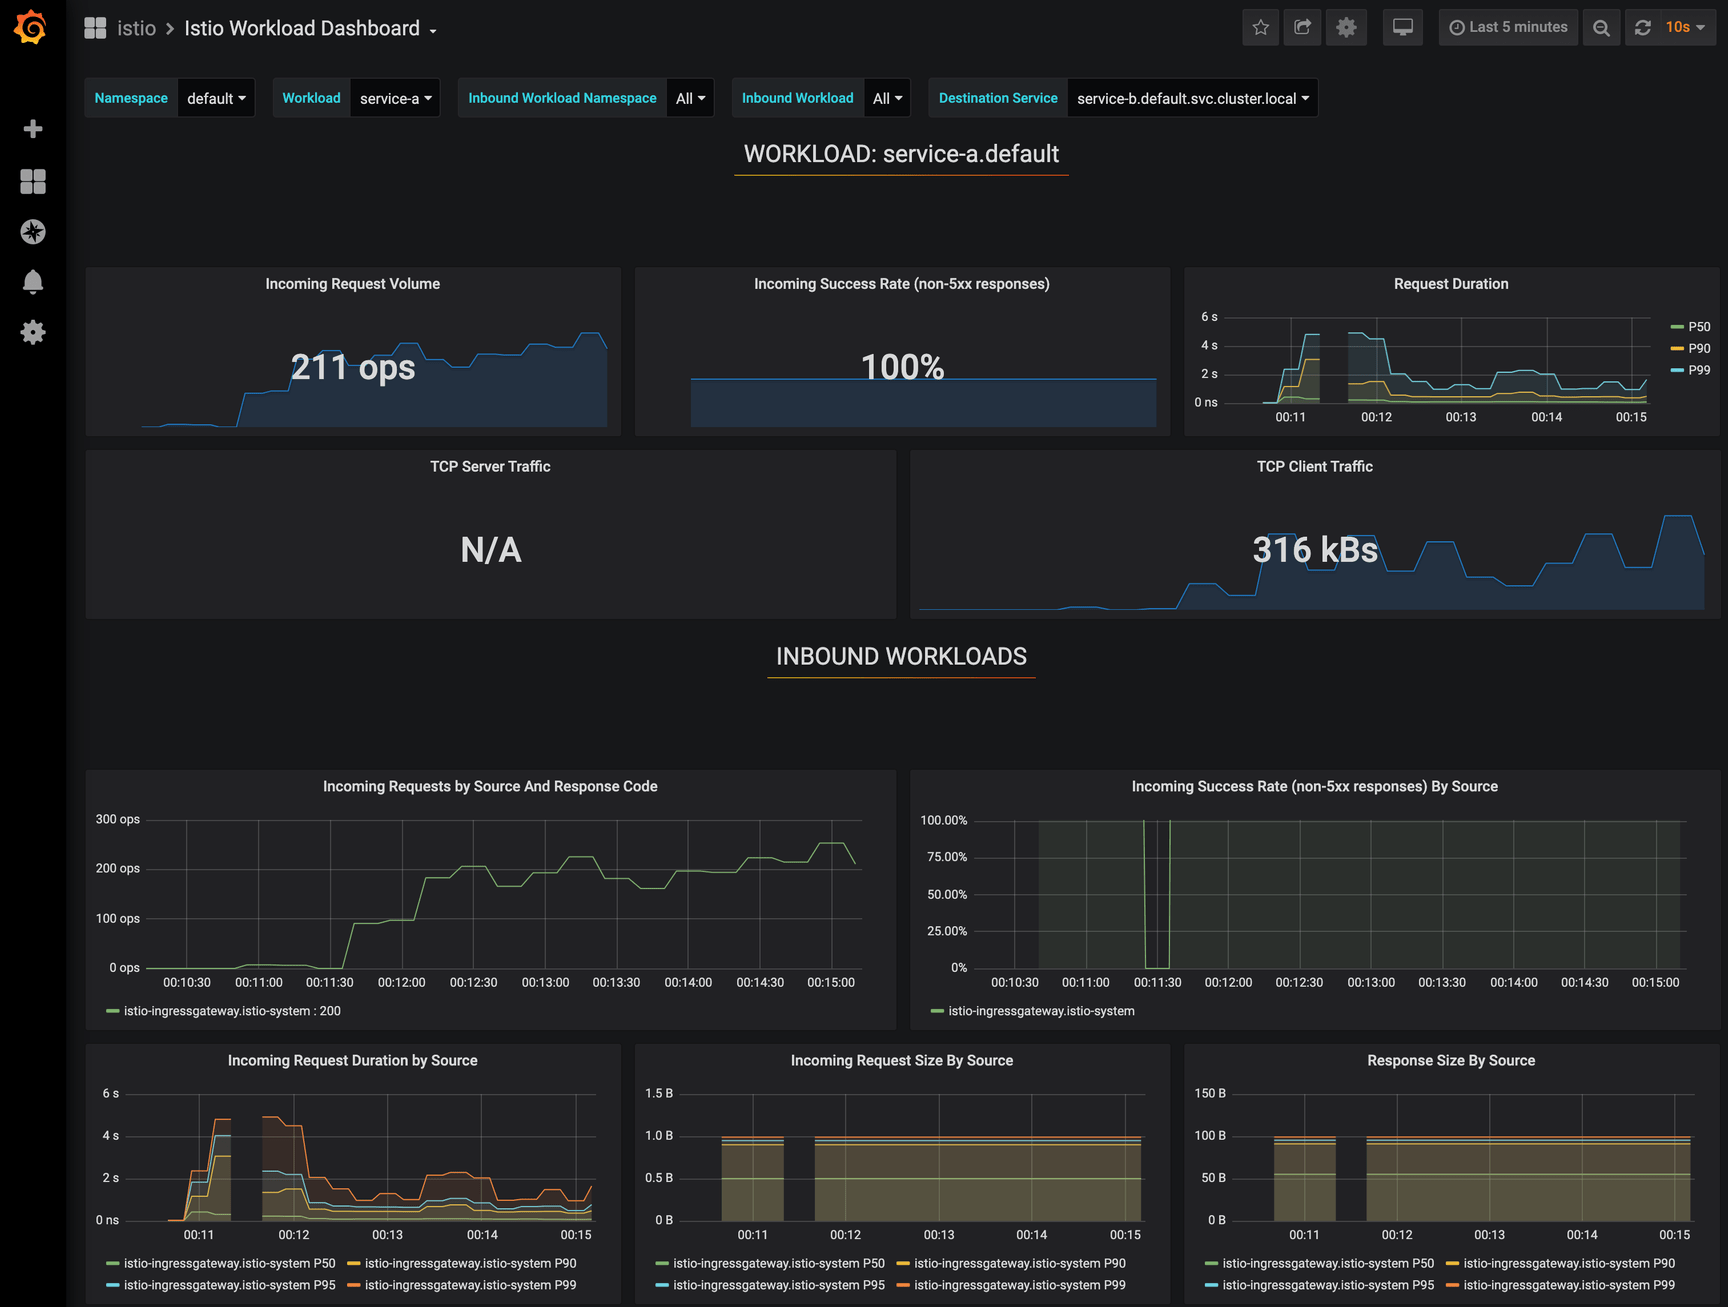 istio > Istio Workload Dashboard
Last 5 minutes
10s
Namespace default
Workload service-a
Inbound Workload Namespace All
Inbound Workload All
Destination Service service-b.default.svc.cluster.local
WORKLOAD: service-a.default
Incoming Request Volume
211 ops
Incoming Success Rate (non-5xx responses)
100%
Request Duration
6 s
4 s
2 s
0 ns
00:11 00:12 00:13 00:14 00:15
P50
P90
P99
TCP Server Traffic
N/A
TCP Client Traffic
316 kBs
INBOUND WORKLOADS
Incoming Requests by Source And Response Code
300 ops
200 ops
100 ops
0 ops
00:10:30 00:11:00 00:11:30 00:12:00 00:12:30 00:13:00 00:13:30 00:14:00 00:14:30 00:15:00
istio-ingressgateway.istio-system : 200
Incoming Success Rate (non-5xx responses) By Source
100.00%
75.00%
50.00%
25.00%
0%
00:10:30 00:11:00 00:11:30 00:12:00 00:12:30 00:13:00 00:13:30 00:14:00 00:14:30 00:15:00
istio-ingressgateway.istio-system
Incoming Request Duration by Source
6 s
4 s
2 s
0 ns
00:11 00:12 00:13 00:14 00:15
istio-ingressgateway.istio-system P50 istio-ingressgateway.istio-system P90
istio-ingressgateway.istio-system P95 istio-ingressgateway.istio-system P99
Incoming Request Size By Source
1.5 B
1.0 B
0.5 B
0 B
00:11 00:12 00:13 00:14 00:15
istio-ingressgateway.istio-system P50 istio-ingressgateway.istio-system P90
istio-ingressgateway.istio-system P95 istio-ingressgateway.istio-system P99
Response Size By Source
150 B
100 B
50 B
0 B
00:11 00:12 00:13 00:14 00:15
istio-ingressgateway.istio-system P50 istio-ingressgateway.istio-system P90
istio-ingressgateway.istio-system P95 istio-ingressgateway.istio-system P99